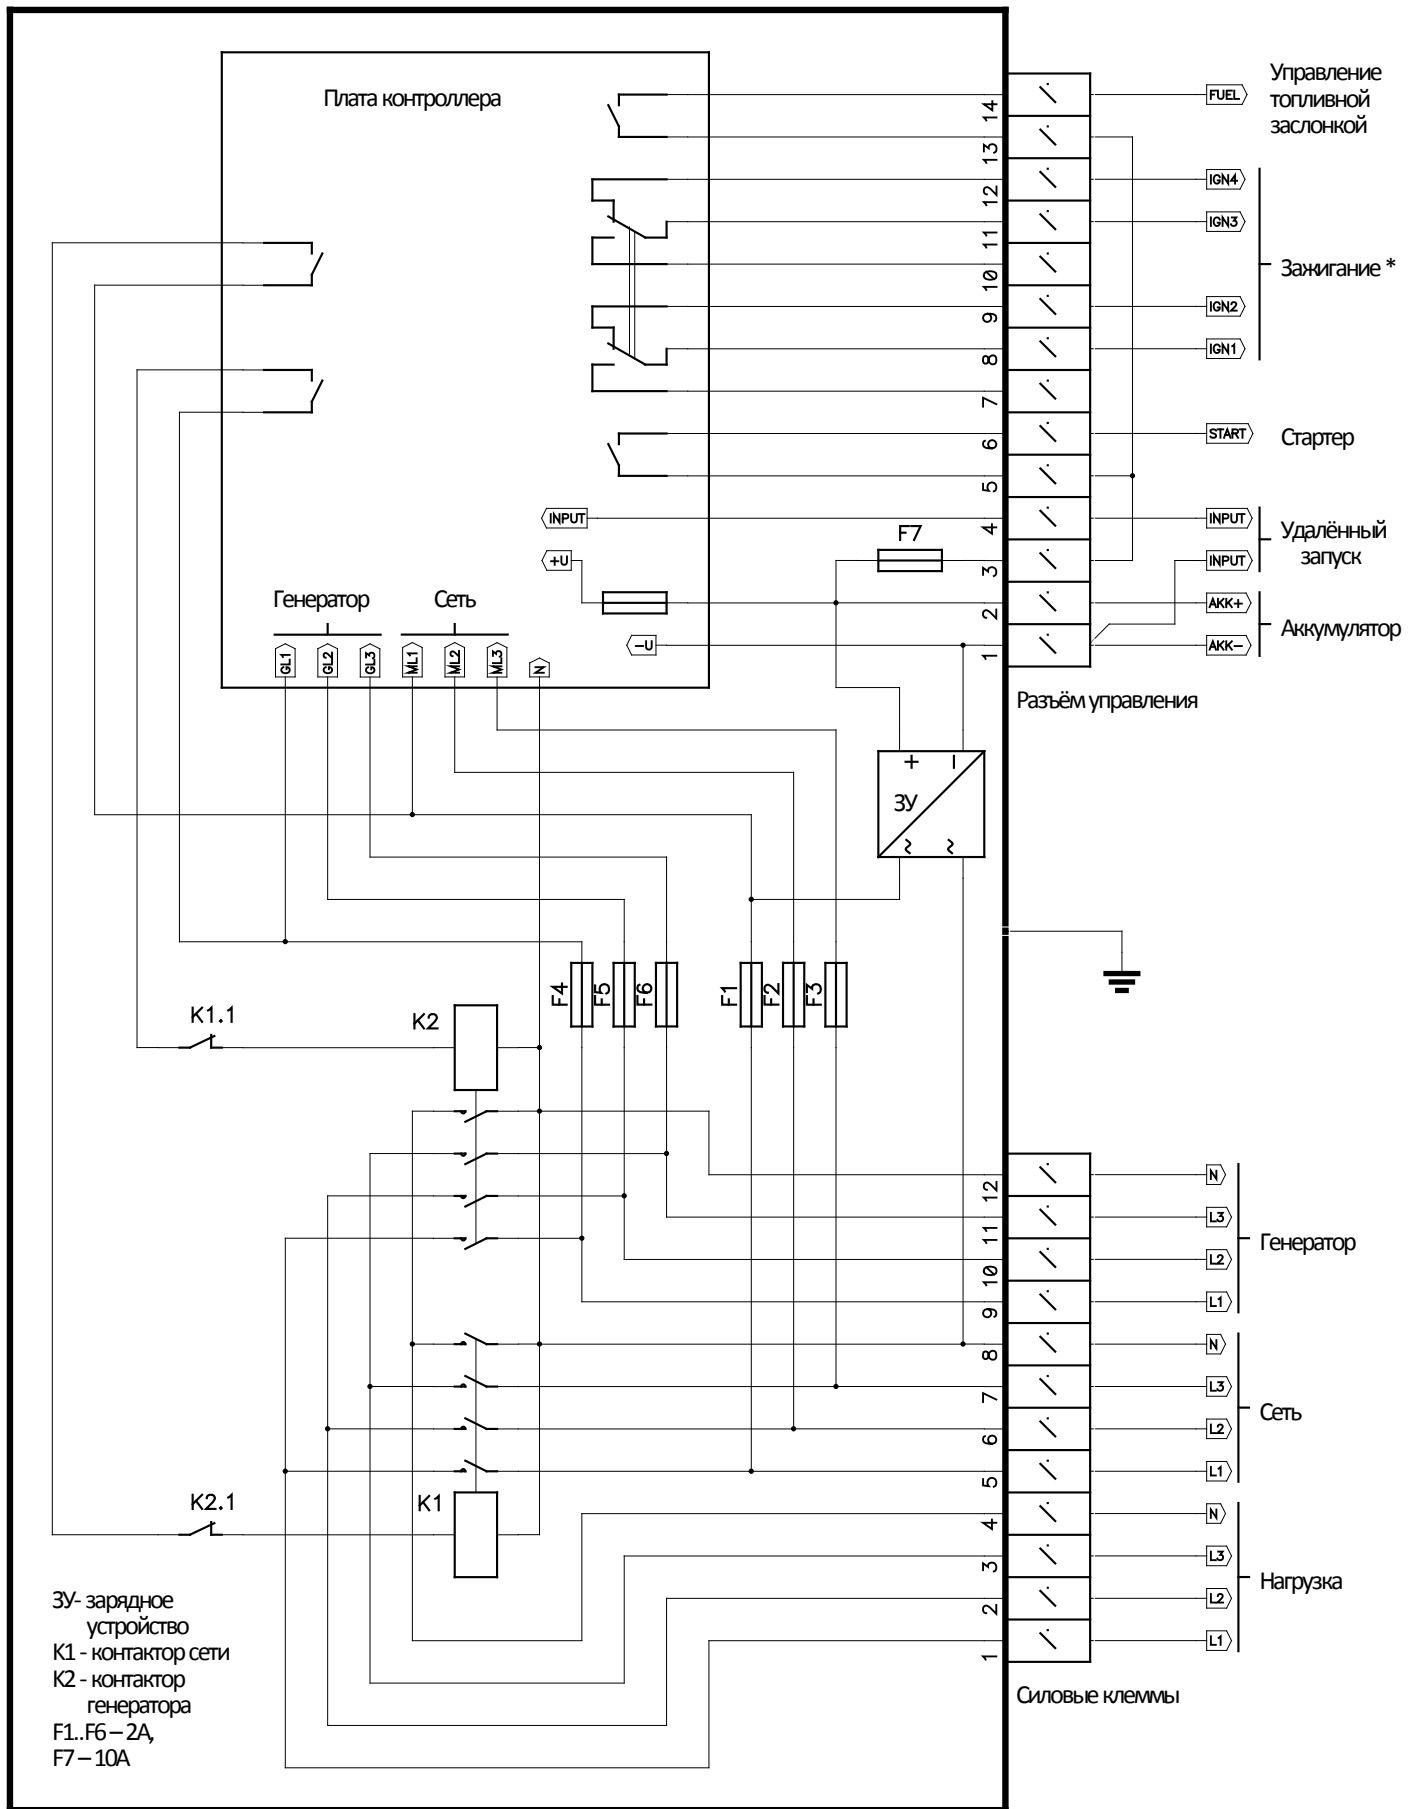 Плата контроллера
14
13
12
11
10
9
8
7
6
5
4
3
2
1
FUEL
Управление
топливной
заслонкой
IGN4
IGN3
IGN2
IGN1
Зажигание *
START
Стартер
INPUT
INPUT
Удалённый
запуск
AKK+
AKK-
Аккумулятор
Разъём управления
INPUT
+U
-U
F7
Генератор
Сеть
GL1
GL2
GL3
ML1
ML2
ML3
N
+ -
ЗУ
~ ~
F4
F5
F6
F1
F2
F3
K1.1
K2
12
11
10
9
8
7
6
5
4
3
2
1
N
L3
L2
L1
Генератор
N
L3
L2
L1
Сеть
N
L3
L2
L1
Нагрузка
Силовые клеммы
K2.1
K1
ЗУ- зарядное
устройство
К1 - контактор сети
К2 - контактор
генератора
F1..F6 – 2А,
F7 – 10А